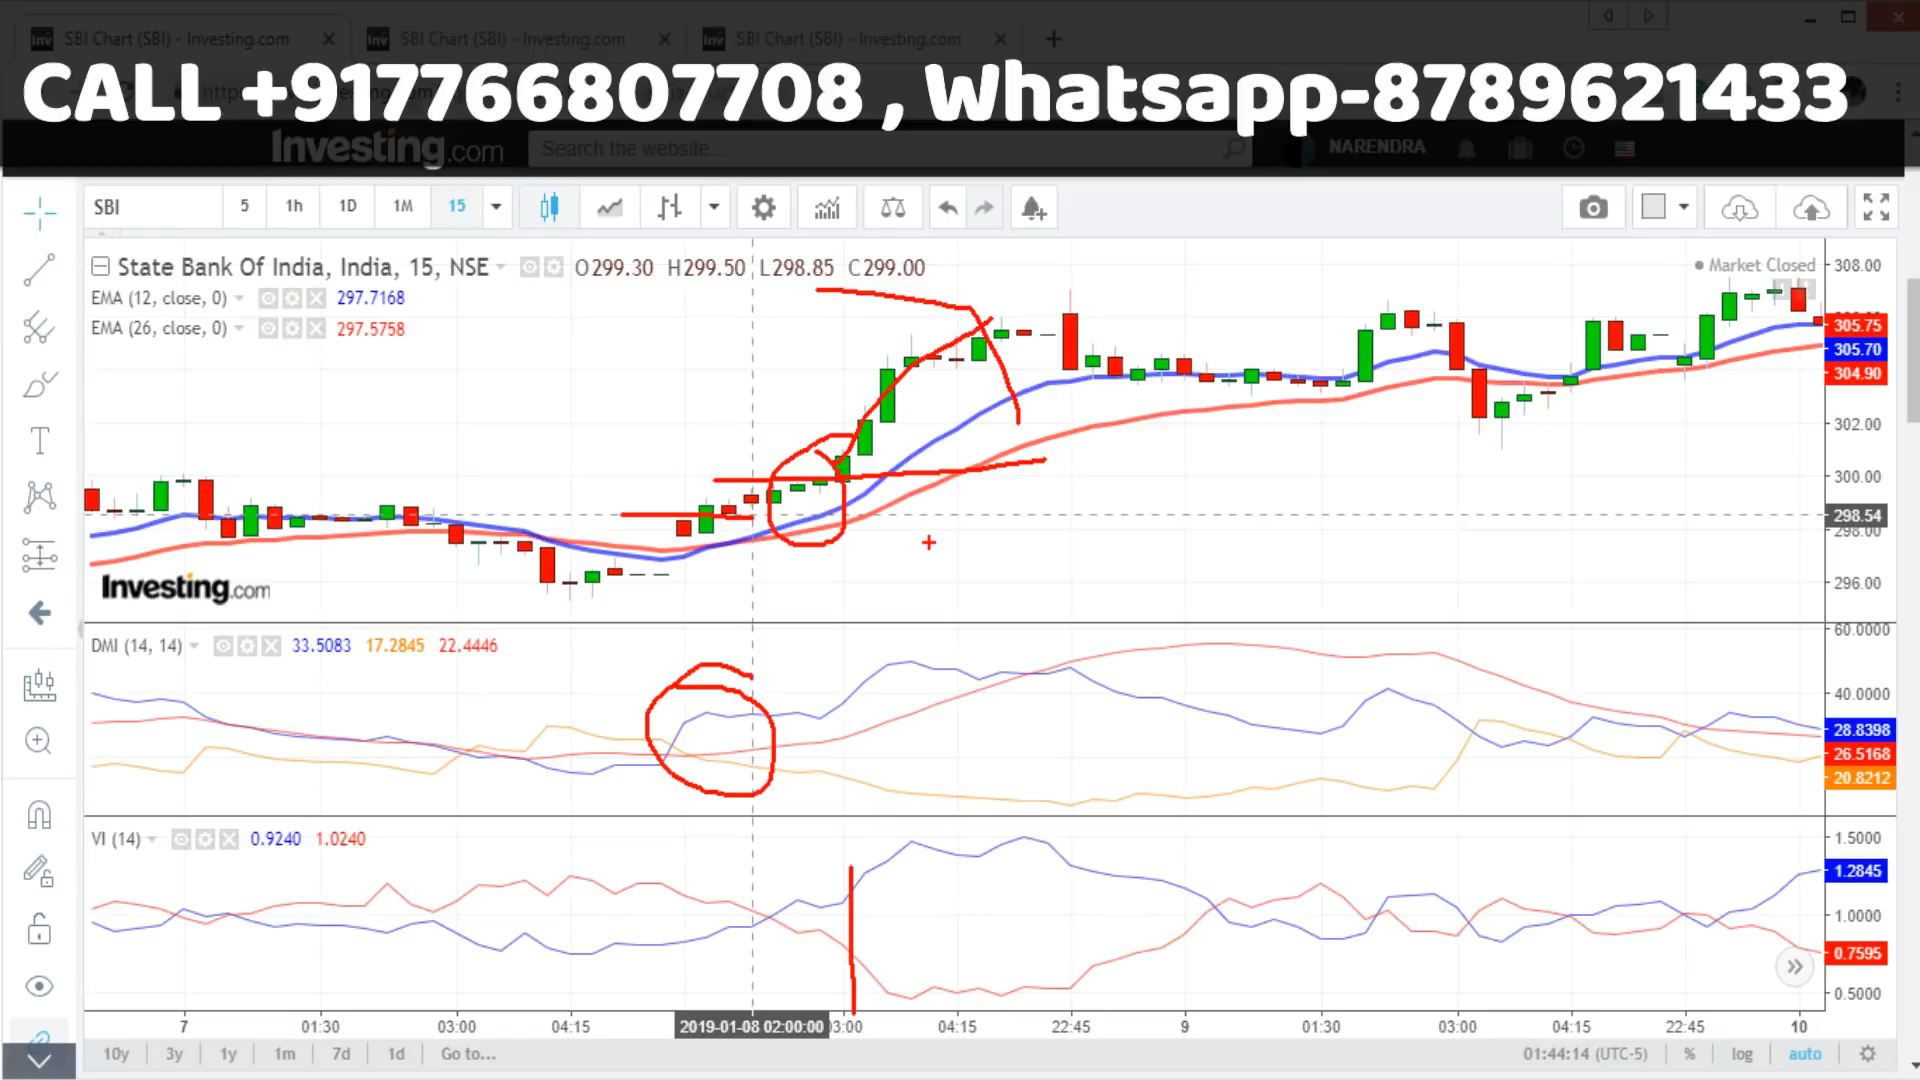 SBI Chart (SBI) - Investing.com SBI Chart (SBI) - Investing.com SBI Chart (SBI) - Investing.com
CALL +917766807708 , Whatsapp-8789621433
Investing.com Search the website... NARENDRA
SBI 5 1h 1D 1M 15
State Bank Of India, India, 15, NSE O299.30 H299.50 L298.85 C299.00
Market Closed
EMA (12, close, 0) 297.7168
EMA (26, close, 0) 297.5758
308.00
305.75
305.70
304.90
302.00
300.00
298.54
298.00
296.00
Investing.com
DMI (14, 14) 33.5083 17.2845 22.4446
60.0000
40.0000
28.8398
26.5168
20.8212
VI (14) 0.9240 1.0240
1.5000
1.2845
1.0000
0.7595
0.5000
7 01:30 03:00 04:15 2019-01-08 02:00:00 03:00 04:15 22:45 9 01:30 03:00 04:15 22:45 10
10y 3y 1y 1m 7d 1d Go to... 01:44:14 (UTC-5) % log auto